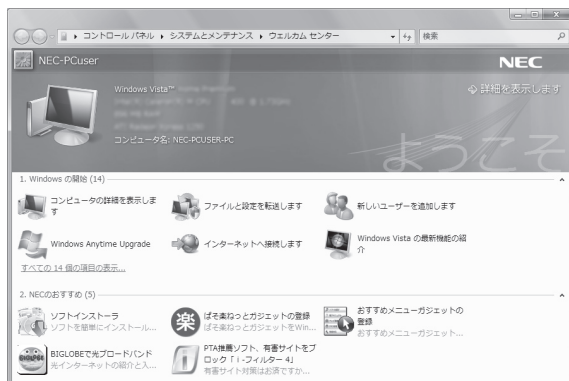 コントロール パネル ▸ システムとメンテナンス ▸ ウェルカム センター
検索
NEC-PCuser
NEC
Windows Vista™
詳細を表示します
コンピュータ名: NEC-PCUSER-PC
ようこそ
1. Windows の開始 (14)
コンピュータの詳細を表示しま
す
ファイルと設定を転送します
新しいユーザーを追加します
Windows Anytime Upgrade
インターネットへ接続します
Windows Vista の最新機能の紹
介
すべての 14 個の項目の表示...
2. NECのおすすめ (5)
ソフトインストーラ
ソフトを簡単にインストール...
楽
ぱそ楽ねっとガジェットの登録
ぱそ楽ねっとガジェットをWin...
おすすめメニューガジェットの
登録
おすすめメニューガジェット...
BIGLOBE
BIGLOBEで光ブロードバンド
光インターネットの紹介と入...
i
PTA推薦ソフト、有害サイトをブ
ロック「i -フィルター 4」
有害サイト対策はお済ですか...